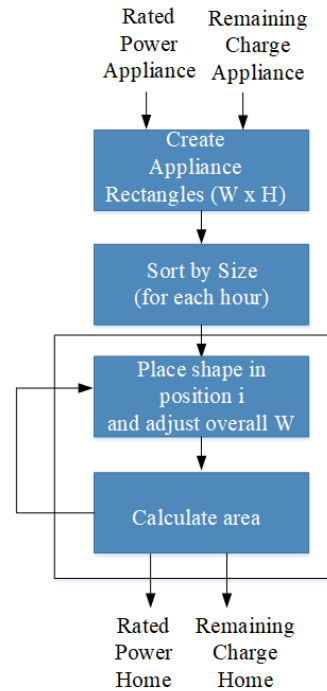 Rated
Power
Appliance
Remaining
Charge
Appliance
Create
Appliance
Rectangles (W x H)
Sort by Size
(for each hour)
Place shape in
position i
and adjust overall W
Calculate area
Rated
Power
Home
Remaining
Charge
Home